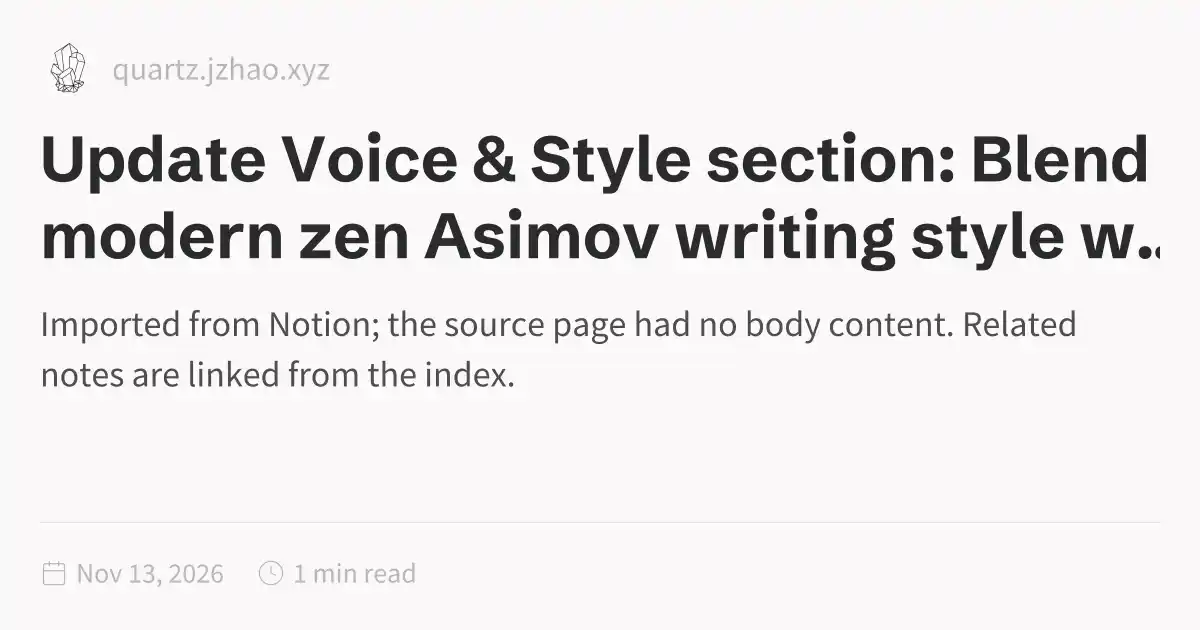 quartz.jzhao.xyz
Update Voice & Style section: Blend
modern zen Asimov writing style w..
Imported from Notion; the source page had no body content. Related
notes are linked from the index.
Nov 13, 2026 1 min read